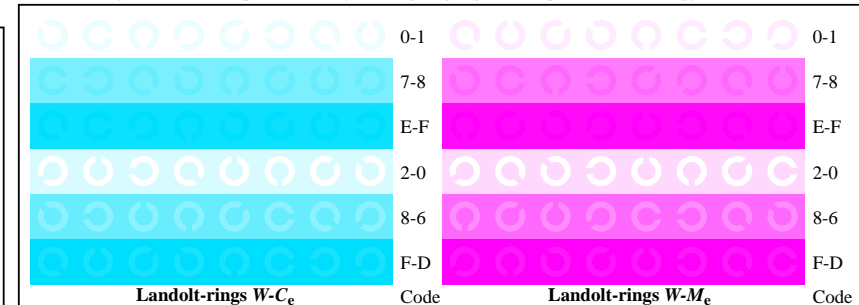 0-1 0-1
7-8 7-8
E-F E-F
2-0 2-0
8-6 8-6
F-D F-D
Landolt-rings W-Ce Code Landolt-rings W-Me Code